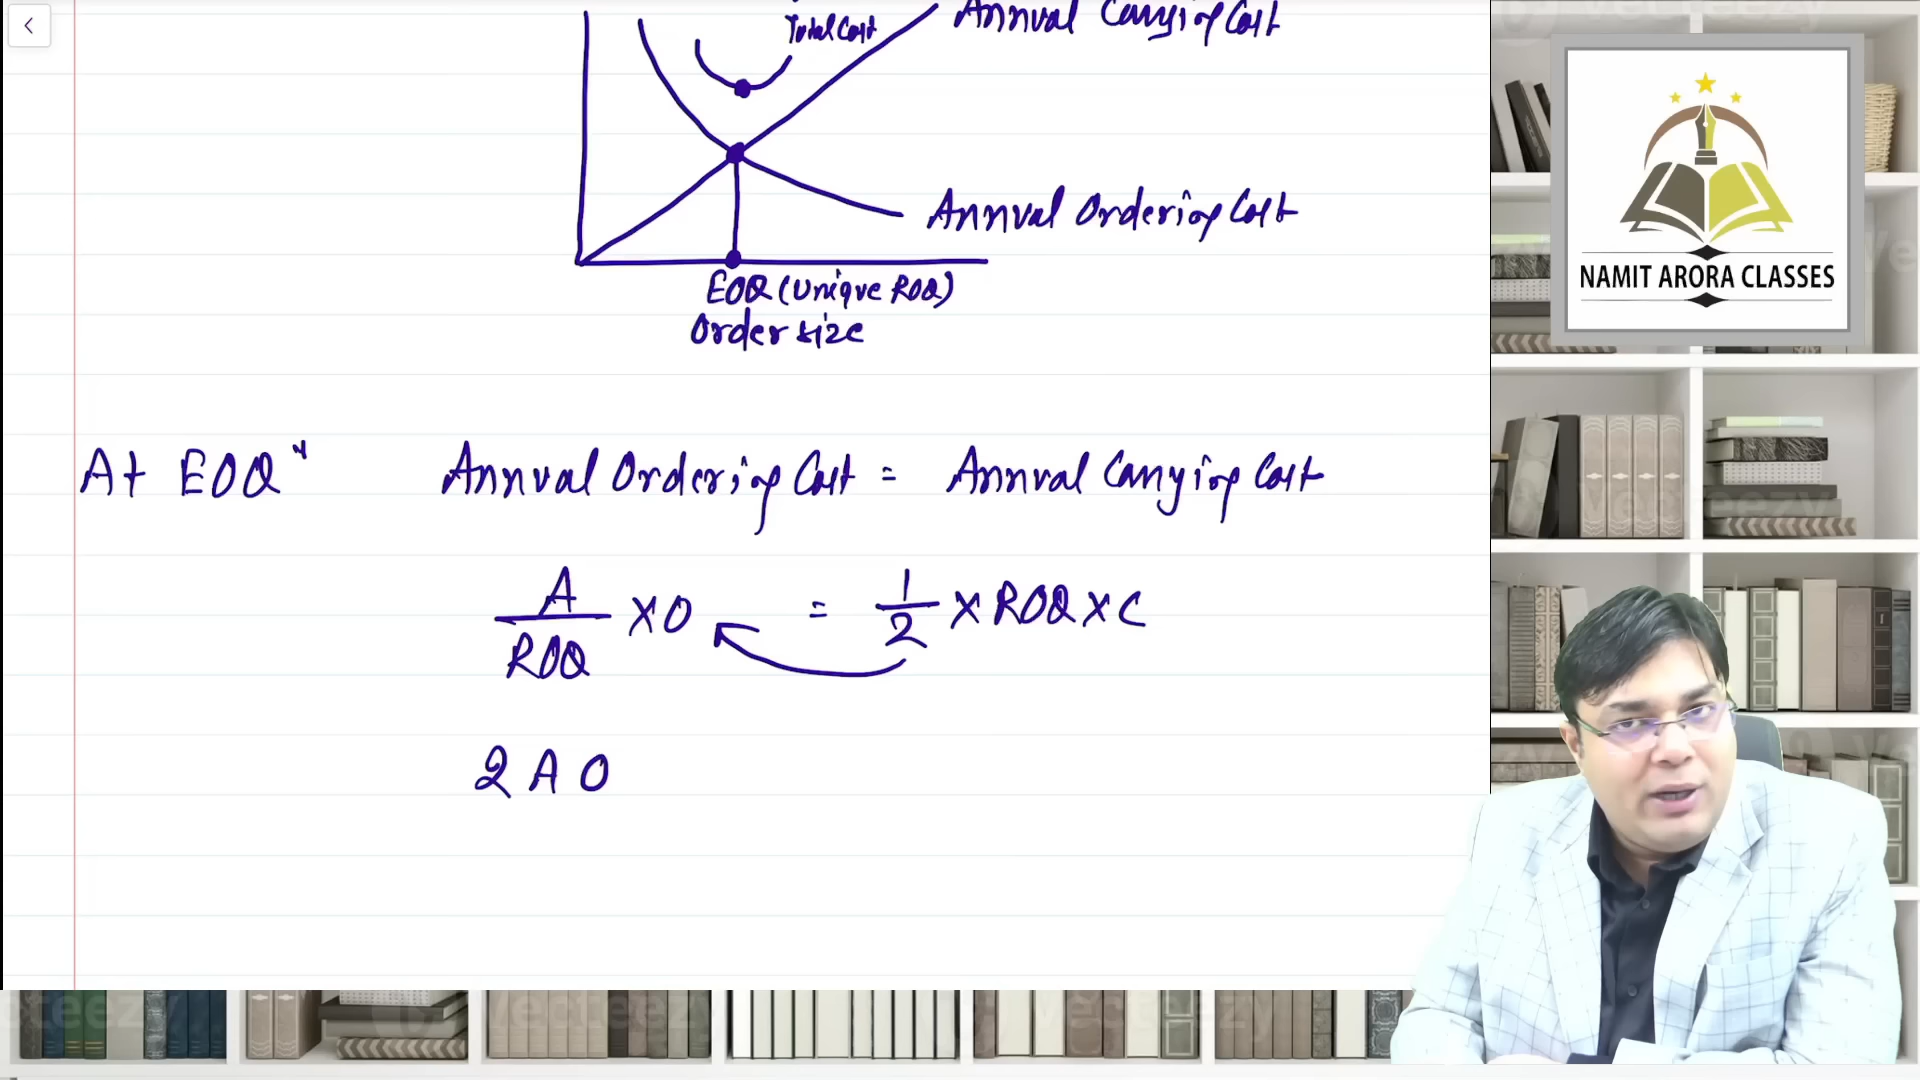 Total Cost
Annual Carrying Cost
Annual Ordering Cost
EOQ (Unique ROQ)
Order size
At EOQ
Annual Ordering Cost = Annual Carrying Cost
A/ROQ × O = 1/2 × ROQ × C
2 A O
NAMIT ARORA CLASSES